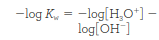 −log K_w = −log[H₃O⁺] −
log[OH⁻]